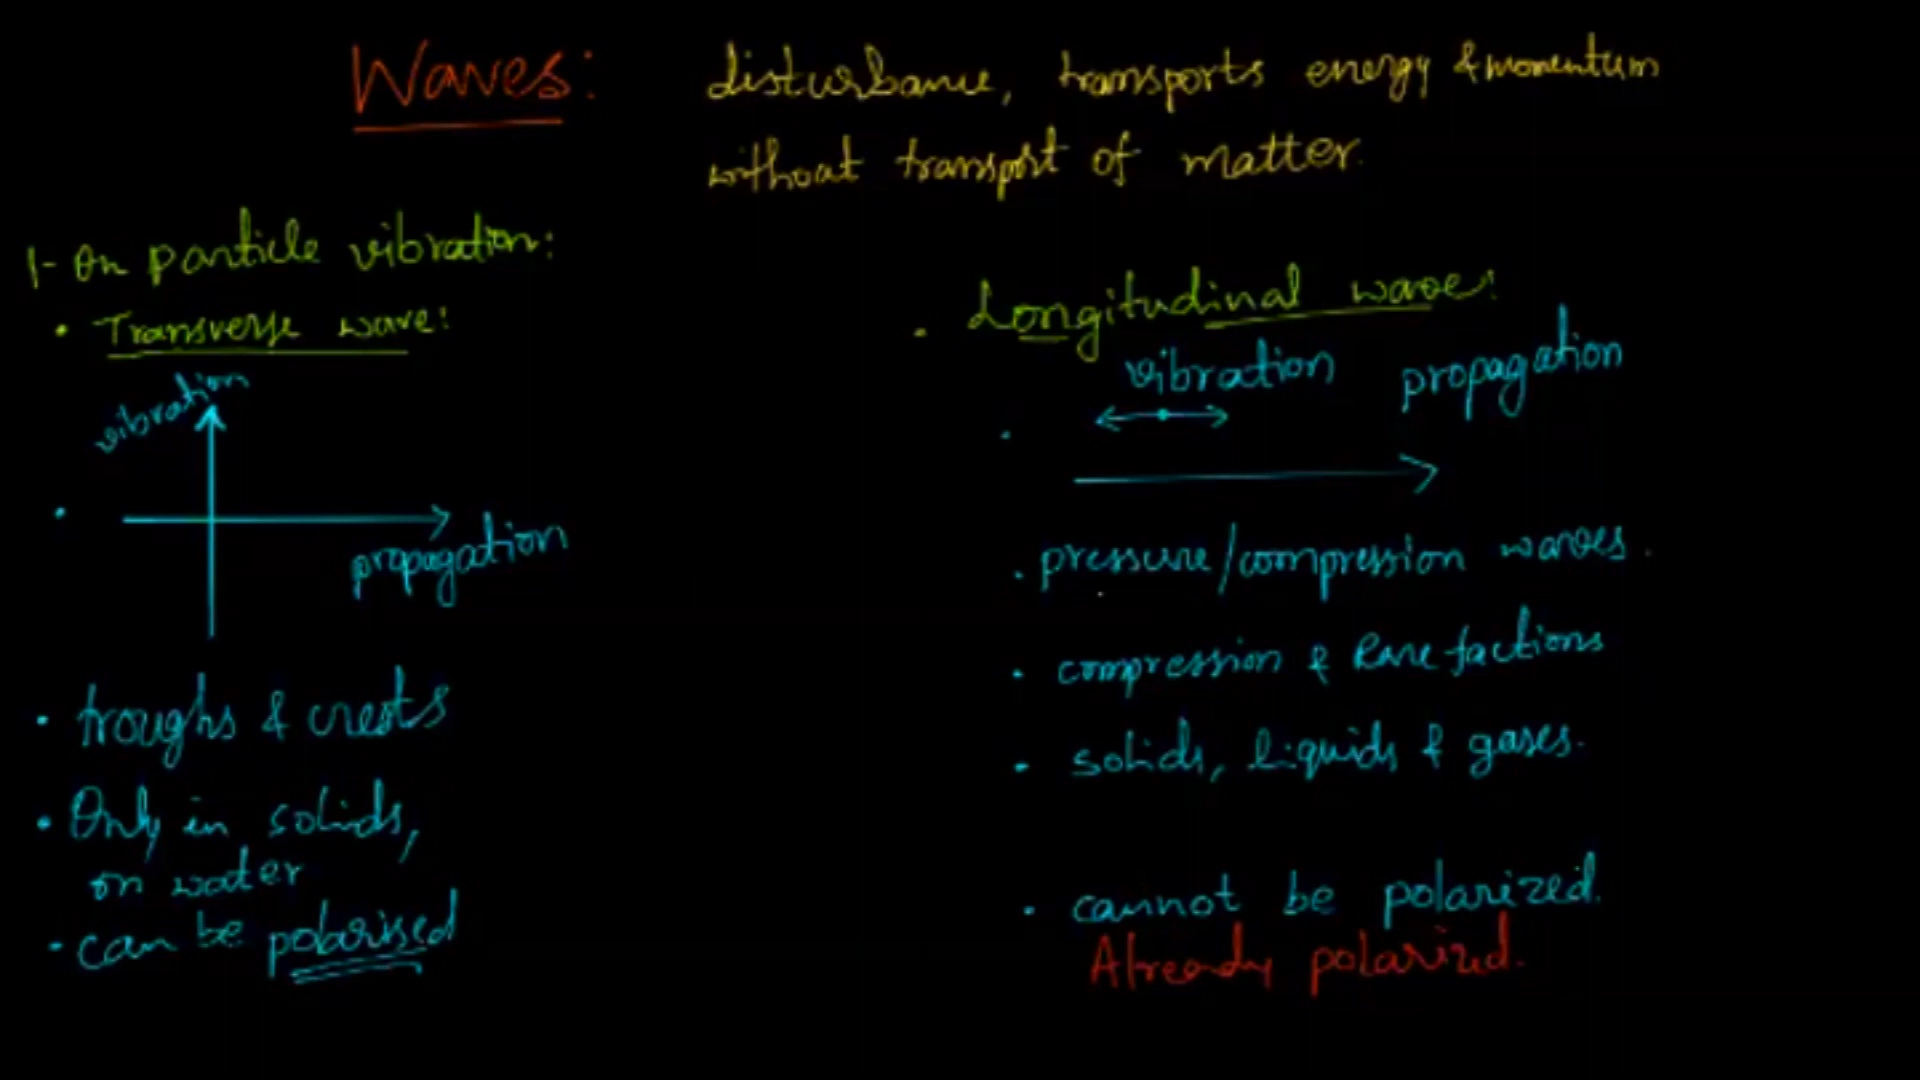 Waves: disturbance, transports energy & momentum
without transport of matter.
1- On particle vibration:
• Transverse wave:
vibration
propagation
• troughs & crests
• Only in solids,
on water
• can be polarised
• Longitudinal wave:
vibration propagation
• pressure/compression waves.
• compression & Rarefactions
• solids, liquids & gases.
• cannot be polarized.
Already polarized.